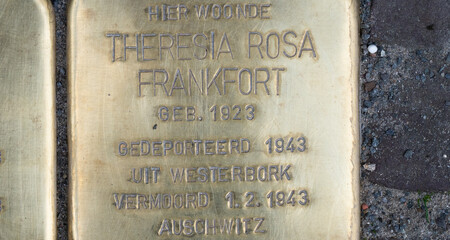 HIER WOONDE
THERESIA ROSA
FRANKFORT
GEB. 1923
GEDEPORTEERD 1943
UIT WESTERBORK
VERMOORD 1.2.1943
AUSCHWITZ